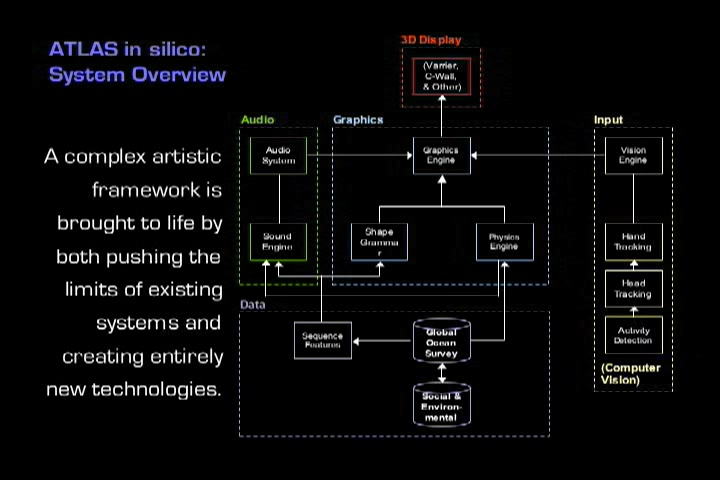 ATLAS in silico:
System Overview
A complex artistic
framework is
brought to life by
both pushing the
limits of existing
systems and
creating entirely
new technologies.
3D Display
(Varrier,
C-Wall,
& Other)
Audio
Graphics
Input
Audio
System
Graphics
Engine
Vision
Engine
Sound
Engine
Shape
Gramma
r
Physics
Engine
Hand
Tracking
Head
Tracking
Activity
Detection
(Computer
Vision)
Data
Sequence
Features
Global
Ocean
Survey
Social &
Environ-
mental